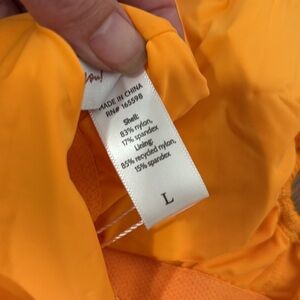 MADE IN CHINA
RN# 165598
Shell:
83% nylon,
17% spandex
Lining:
85% recycled nylon,
15% spandex
L